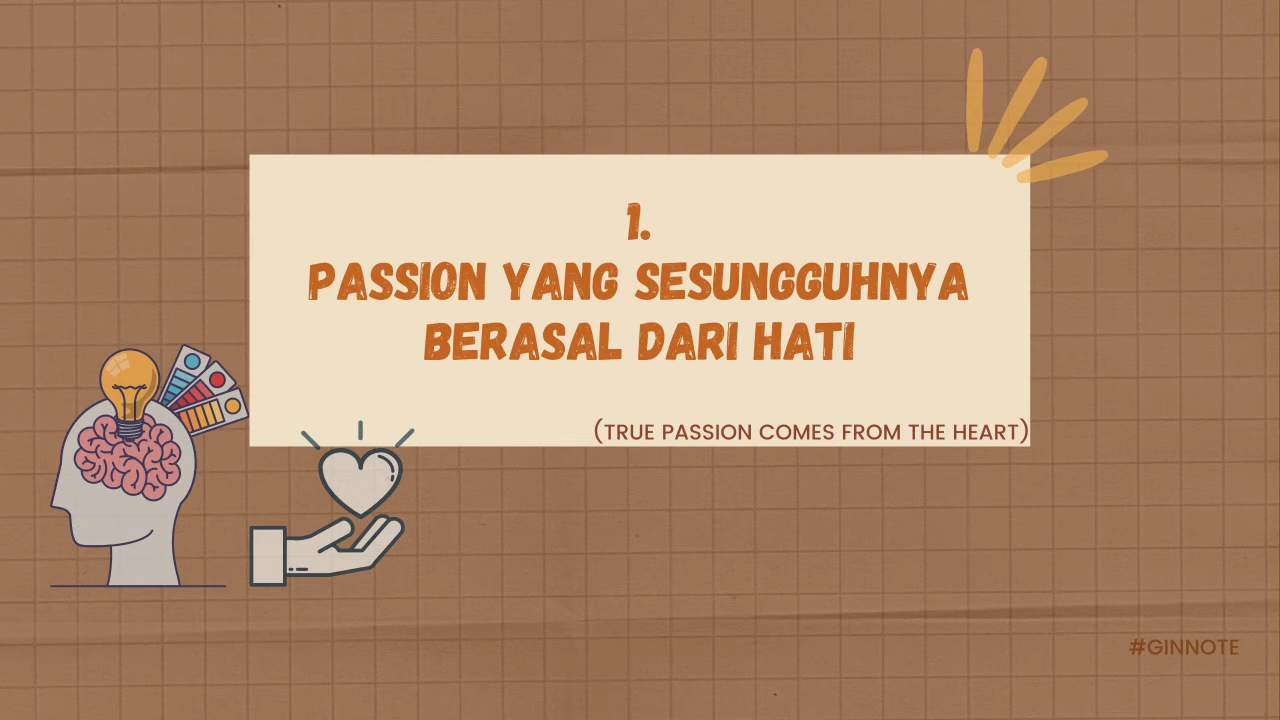 1.
PASSION YANG SESUNGGUHNYA
BERASAL DARI HATI
(TRUE PASSION COMES FROM THE HEART)
#GINNOTE